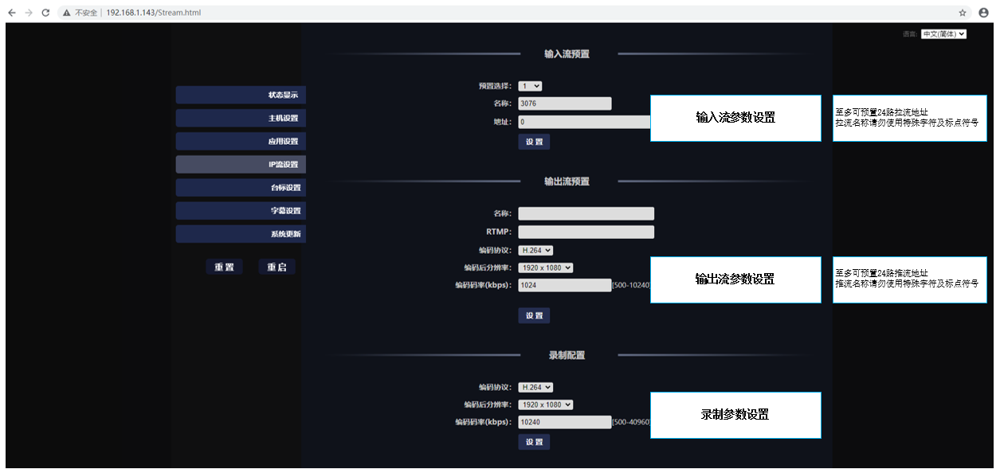 不安全 | 192.168.1.143/Stream.html
语言: 中文(简体)
输入流预置
预置选择: 1
名称: 3076
地址: 0
设 置
输入流参数设置
至多可预置24路拉流地址
拉流名称请勿使用特殊字符及标点符号
状态显示
主机设置
应用设置
IP流设置
台标设置
字幕设置
系统更新
重 置
重 启
输出流预置
名称:
RTMP:
编码协议: H.264
编码后分辨率: 1920 x 1080
编码码率(kbps): 1024 [500-10240]
设 置
输出流参数设置
至多可预置24路推流地址
推流名称请勿使用特殊字符及标点符号
录制配置
编码协议: H.264
编码后分辨率: 1920 x 1080
编码码率(kbps): 10240 [500-40960]
设 置
录制参数设置